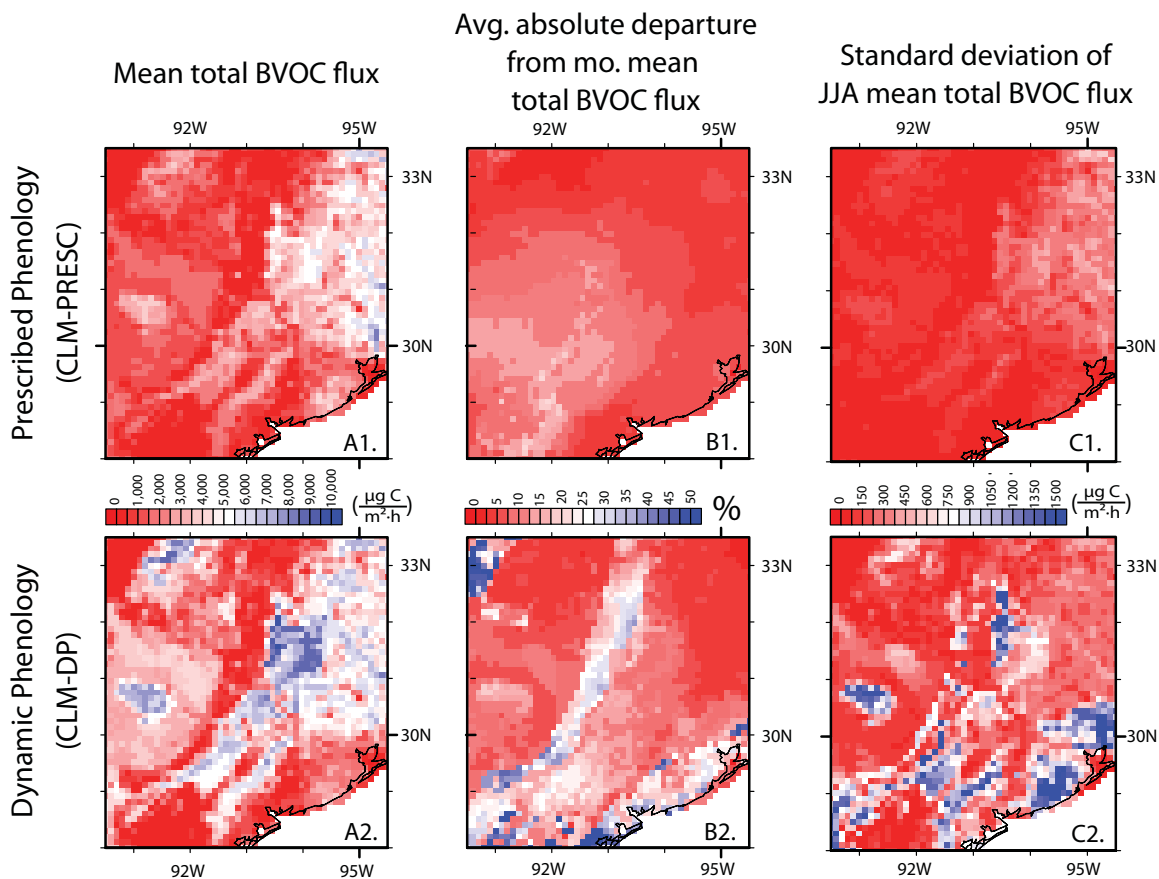 Mean total BVOC flux
Avg. absolute departure
from mo. mean
total BVOC flux
Standard deviation of
JJA mean total BVOC flux
92W 95W
92W 95W
92W 95W
Prescribed Phenology
(CLM-PRESC)
33N
33N
33N
30N
30N
30N
A1.
B1.
C1.
0 1,000 2,000 3,000 4,000 5,000 6,000 7,000 8,000 9,000 10,000
(µg C
m²·h)
0 5 10 15 20 25 30 35 40 45 50 %
0 150 300 450 600 750 900 1050 1200 1350 1500
(µg C
m²·h)
Dynamic Phenology
(CLM-DP)
33N
33N
33N
30N
30N
30N
A2.
B2.
C2.
92W 95W
92W 95W
92W 95W